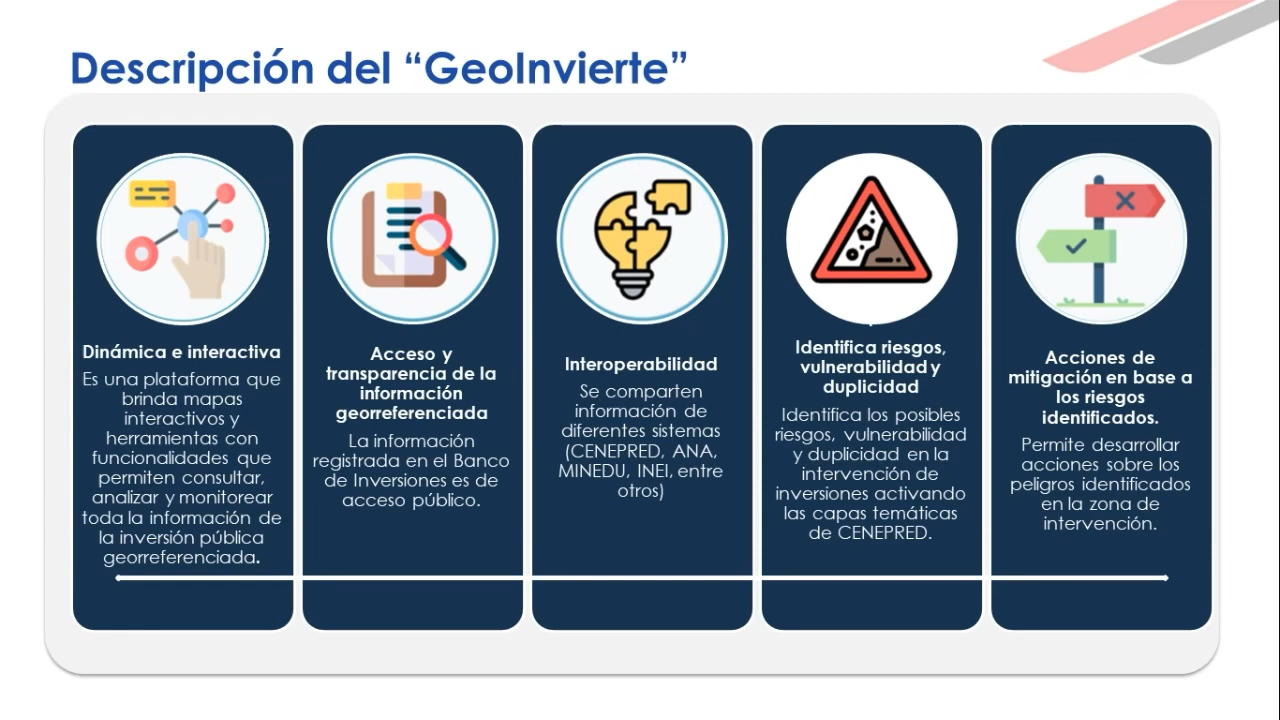 Descripción del “GeoInvierte”
Dinámica e interactiva
Es una plataforma que
brinda mapas
interactivos y
herramientas con
funcionalidades que
permiten consultar,
analizar y monitorear
toda la información de
la inversión pública
georreferenciada.
Acceso y
transparencia de la
información
georreferenciada
La información
registrada en el Banco
de Inversiones es de
acceso público.
Interoperabilidad
Se comparten
información de
diferentes sistemas
(CENEPRED, ANA,
MINEDU, INEI, entre
otros)
Identifica riesgos,
vulnerabilidad y
duplicidad
Identifica los posibles
riesgos, vulnerabilidad
y duplicidad en la
intervención de
inversiones activando
las capas temáticas
de CENEPRED.
Acciones de
mitigación en base a
los riesgos
identificados.
Permite desarrollar
acciones sobre los
peligros identificados
en la zona de
intervención.